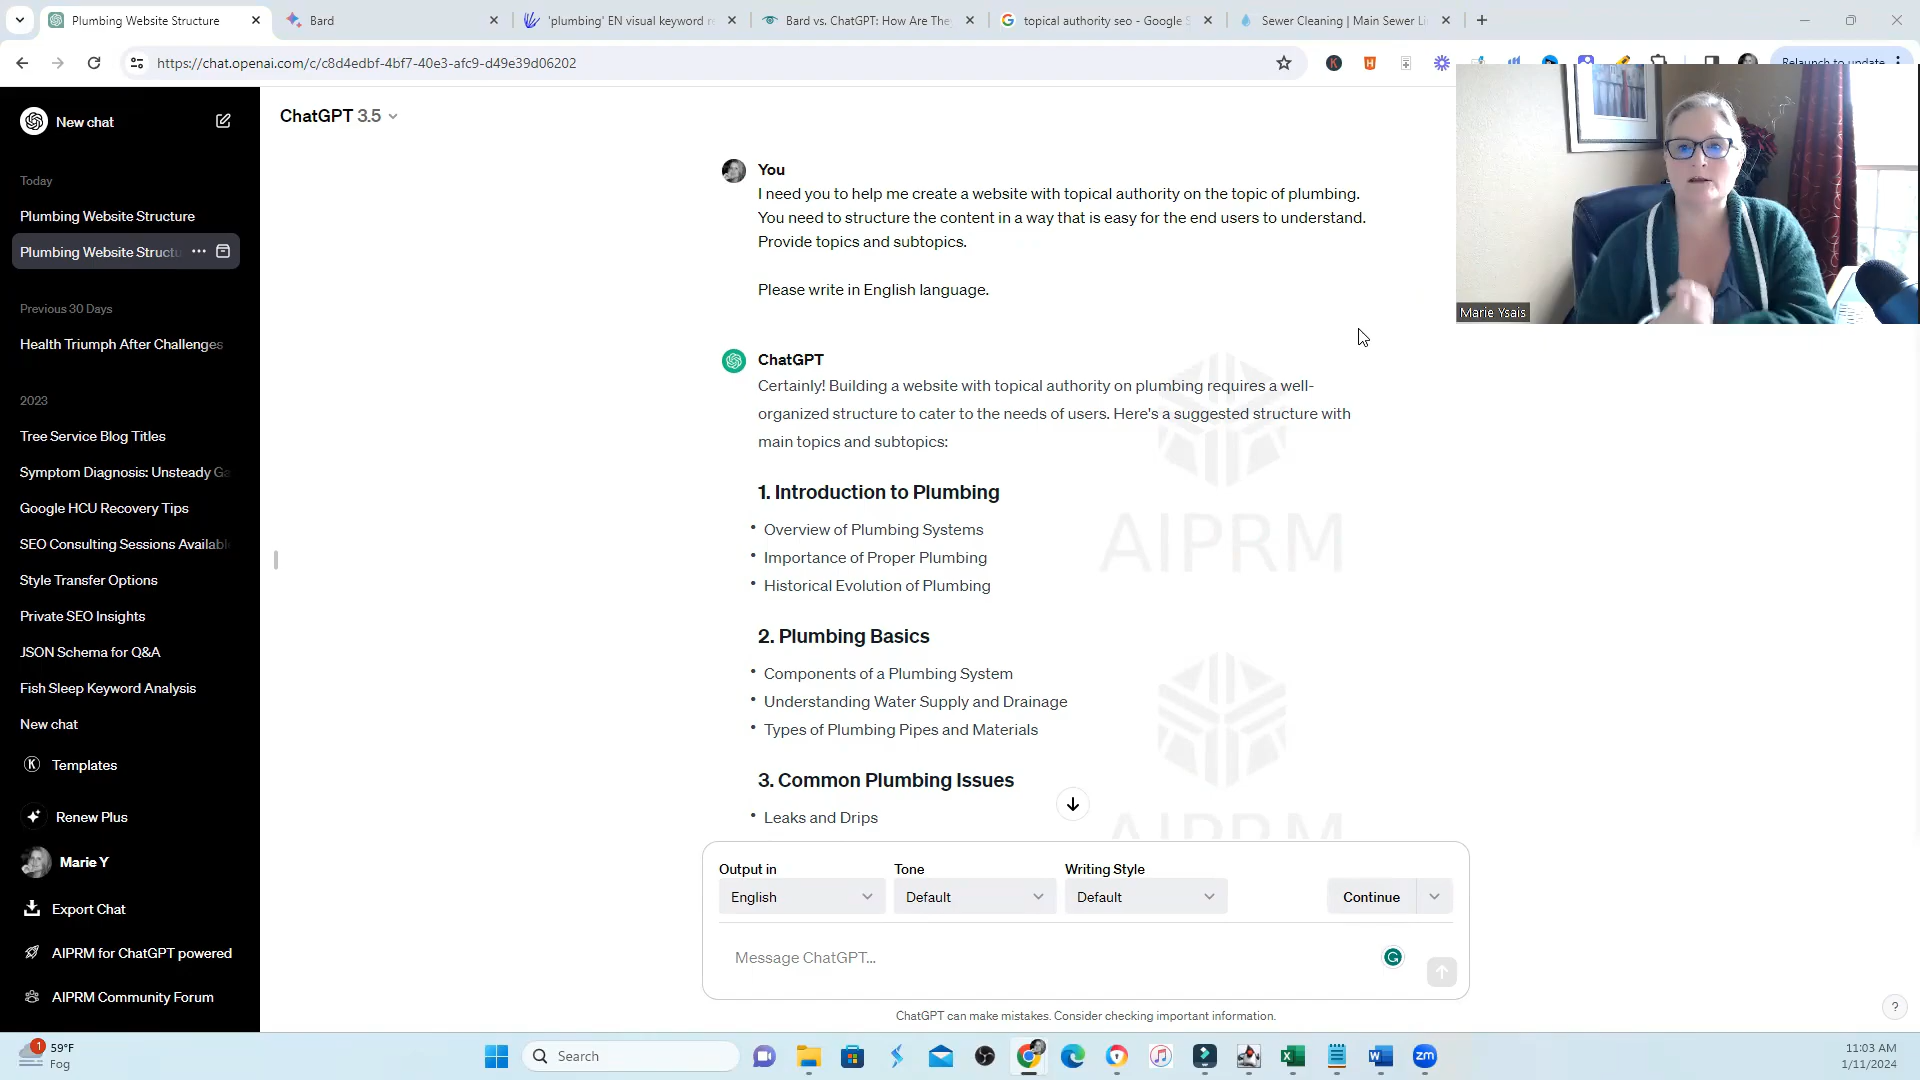 Plumbing Website Structure
Bard
'plumbing' EN visual keyword re
Bard vs. ChatGPT: How Are The
topical authority seo - Google S
Sewer Cleaning | Main Sewer Li
https://chat.openai.com/c/c8d4edbf-4bf7-40e3-afc9-d49e39d06202
Relaunch to update
New chat
Today
Plumbing Website Structure
Plumbing Website Structu
Previous 30 Days
Health Triumph After Challenges
2023
Tree Service Blog Titles
Symptom Diagnosis: Unsteady Ga
Google HCU Recovery Tips
SEO Consulting Sessions Availabl
Style Transfer Options
Private SEO Insights
JSON Schema for Q&A
Fish Sleep Keyword Analysis
New chat
Templates
Renew Plus
Marie Y
Export Chat
AIPRM for ChatGPT powered
AIPRM Community Forum
ChatGPT 3.5
You
I need you to help me create a website with topical authority on the topic of plumbing.
You need to structure the content in a way that is easy for the end users to understand.
Provide topics and subtopics.
Please write in English language.
ChatGPT
Certainly! Building a website with topical authority on plumbing requires a well-
organized structure to cater to the needs of users. Here's a suggested structure with
main topics and subtopics:
1. Introduction to Plumbing
• Overview of Plumbing Systems
• Importance of Proper Plumbing
• Historical Evolution of Plumbing
AIPRM
2. Plumbing Basics
• Components of a Plumbing System
• Understanding Water Supply and Drainage
• Types of Plumbing Pipes and Materials
3. Common Plumbing Issues
• Leaks and Drips
AIPRM
Output in
Tone
Writing Style
English
Default
Default
Continue
Message ChatGPT...
ChatGPT can make mistakes. Consider checking important information.
?
Marie Ysais
1
59°F
Fog
Search
zm
11:03 AM
1/11/2024